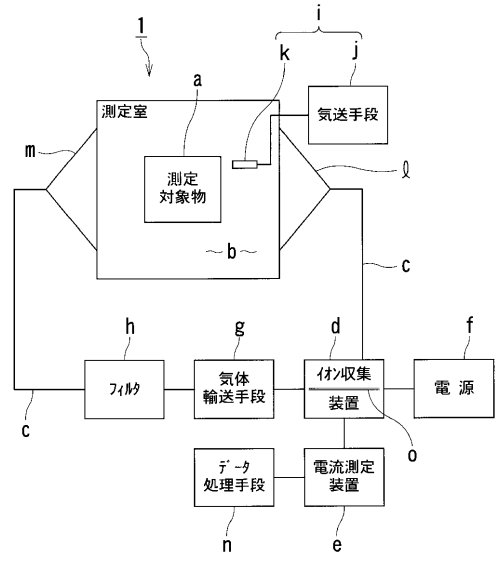 1
i
k
j
a
測定室
気送手段
m
測定
対象物
ℓ
b
c
h
g
d
f
フィルタ
気体
輸送手段
イオン収集
装置
電源
c
o
データ
処理手段
電流測定
装置
n
e